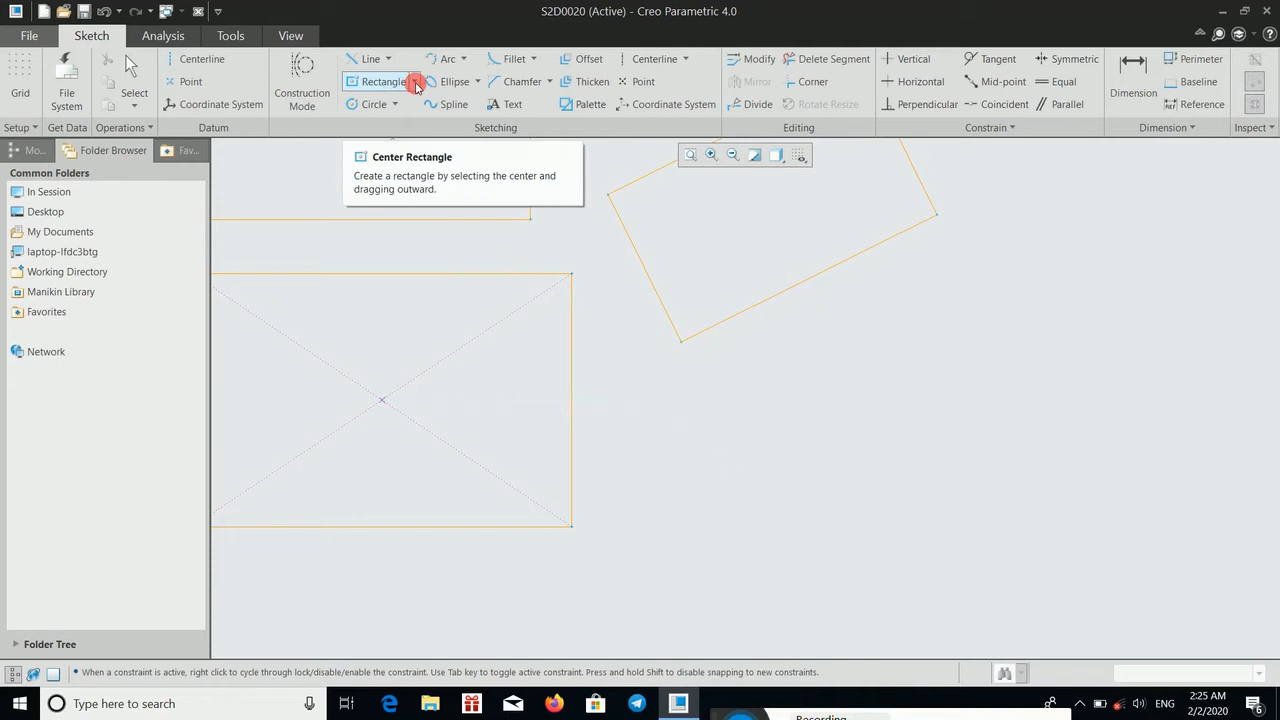 S2D0020 (Active) - Creo Parametric 4.0
File Sketch Analysis Tools View
Grid
Setup
File System
Get Data
Select
Operations
Centerline
Point
Coordinate System
Datum
Construction Mode
Line Arc Fillet Offset Centerline
Rectangle Ellipse Chamfer Thicken Point
Circle Spline Text Palette Coordinate System
Sketching
Modify Delete Segment
Mirror Corner
Divide Rotate Resize
Editing
Vertical Tangent Symmetric
Horizontal Mid-point Equal
Perpendicular Coincident Parallel
Constrain
Dimension
Perimeter
Baseline
Reference
Dimension
Inspect
Mo... Folder Browser Fav...
Common Folders
In Session
Desktop
My Documents
laptop-lfdc3btg
Working Directory
Manikin Library
Favorites
Network
Folder Tree
Center Rectangle
Create a rectangle by selecting the center and
dragging outward.
• When a constraint is active, right click to cycle through lock/disable/enable the constraint. Use Tab key to toggle active constraint. Press and hold Shift to disable snapping to new constraints.
Type here to search
ENG
2:25 AM
2/2/2020
6
Recording